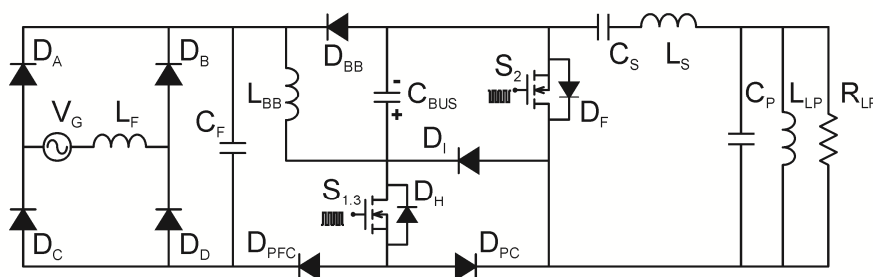 D_A
D_B
V_G
L_F
D_C
D_D
C_F
L_BB
D_BB
-
C_BUS
+
D_I
S_1.3
D_H
D_PFC
D_PC
S_2
D_F
C_S
L_S
C_P
L_LP
R_LP